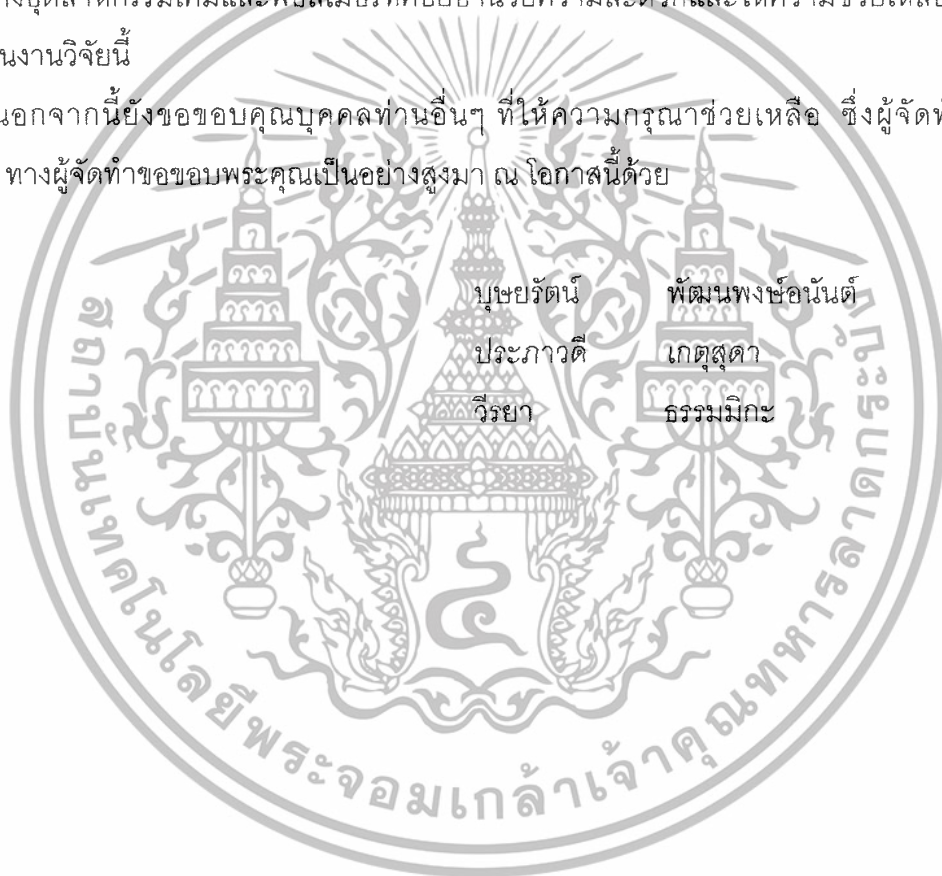 นงานวิจัยนี้
นอกจากนี้ยังขอขอบคุณบุคคลท่านอื่นๆ ที่ให้ความกรุณาช่วยเหลือ ซึ่งผู้จัดท
ทางผู้จัดทำขอขอบพระคุณเป็นอย่างสูงมา ณ โอกาสนี้ด้วย
บุษยรัตน์ พัฒนพงษ์อนันต์
ประภาวดี เกตุสุดา
วีรยา ธรรมมิกะ
สถาบันเทคโนโลยีพระจอมเกล้าเจ้าคุณทหารลาดกระบัง
๔